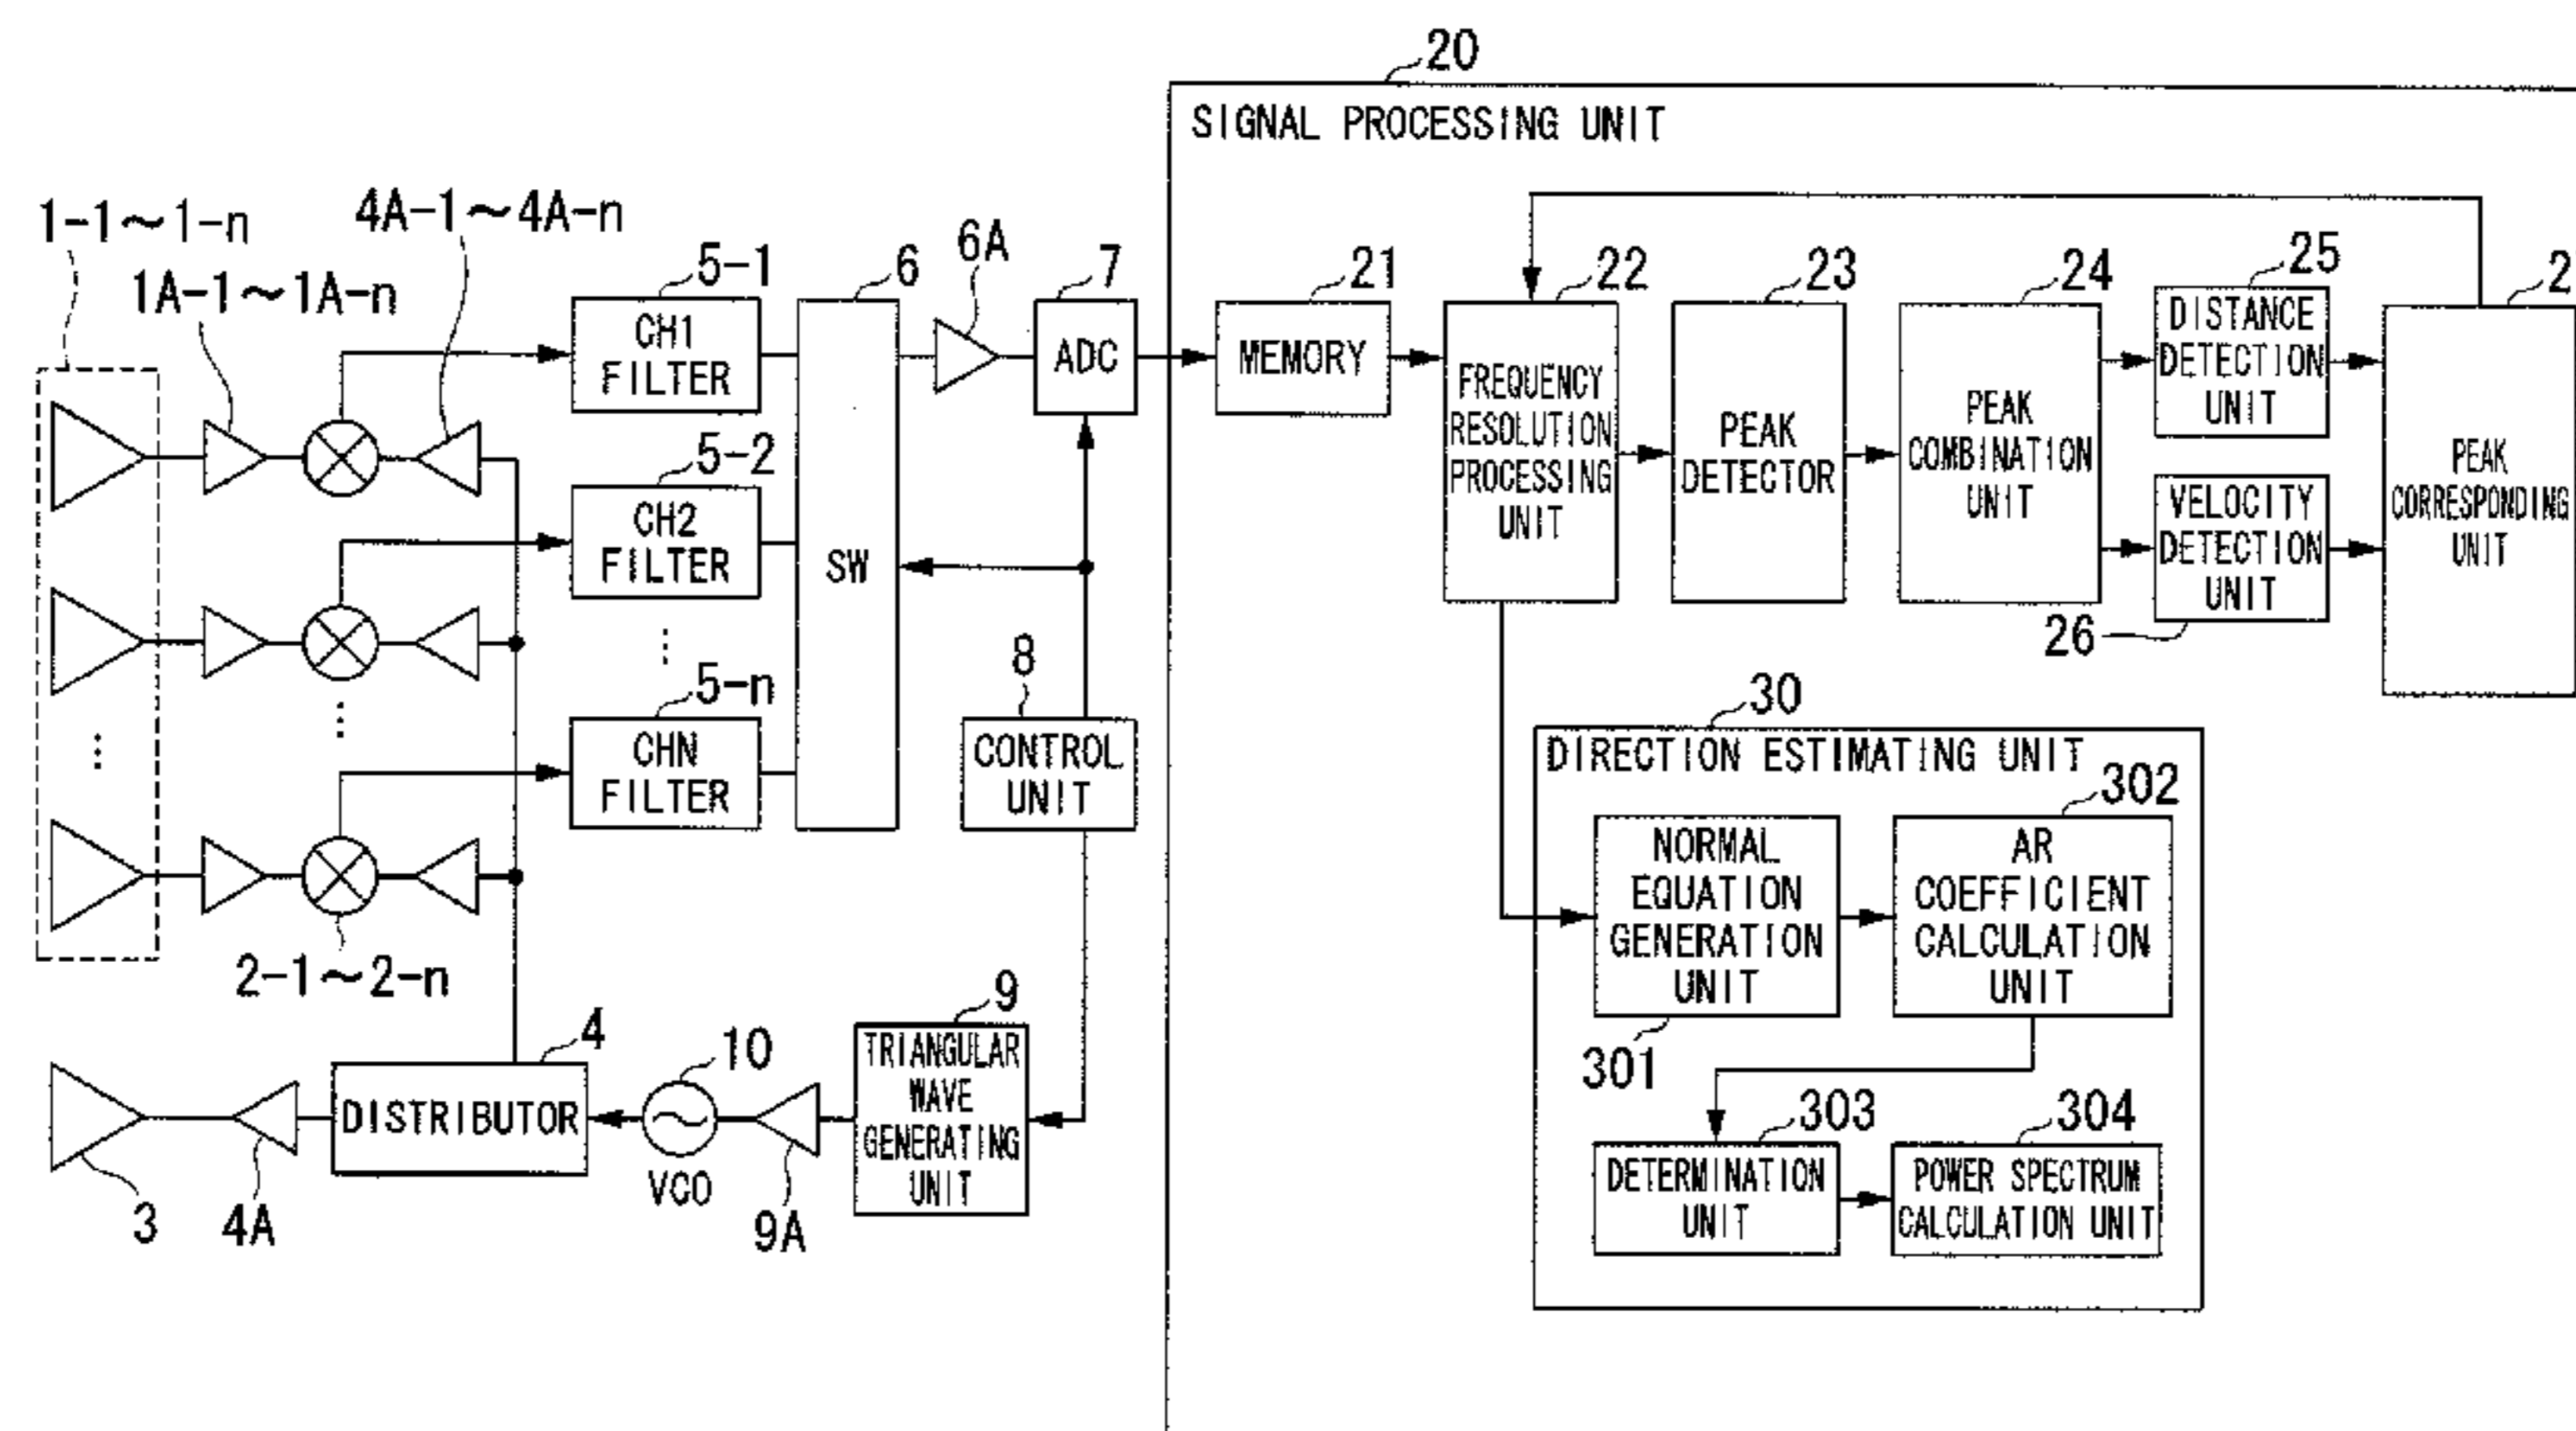 20
SIGNAL PROCESSING UNIT
1-1~1-n
4A-1~4A-n
1A-1~1A-n
5-1
6
6A
7
21
22
23
24
25
2
CH1
FILTER
ADC
MEMORY
FREQUENCY
RESOLUTION
PROCESSING
UNIT
PEAK
DETECTOR
PEAK
COMBINATION
UNIT
DISTANCE
DETECTION
UNIT
PEAK
CORRESPONDING
UNIT
5-2
CH2
FILTER
SW
VELOCITY
DETECTION
UNIT
26
5-n
CHN
FILTER
8
CONTROL
UNIT
30
DIRECTION ESTIMATING UNIT
302
NORMAL
EQUATION
GENERATION
UNIT
301
AR
COEFFICIENT
CALCULATION
UNIT
2-1~2-n
4
10
9
DISTRIBUTOR
VCO
TRIANGULAR
WAVE
GENERATING
UNIT
3
4A
9A
303
304
DETERMINATION
UNIT
POWER SPECTRUM
CALCULATION UNIT